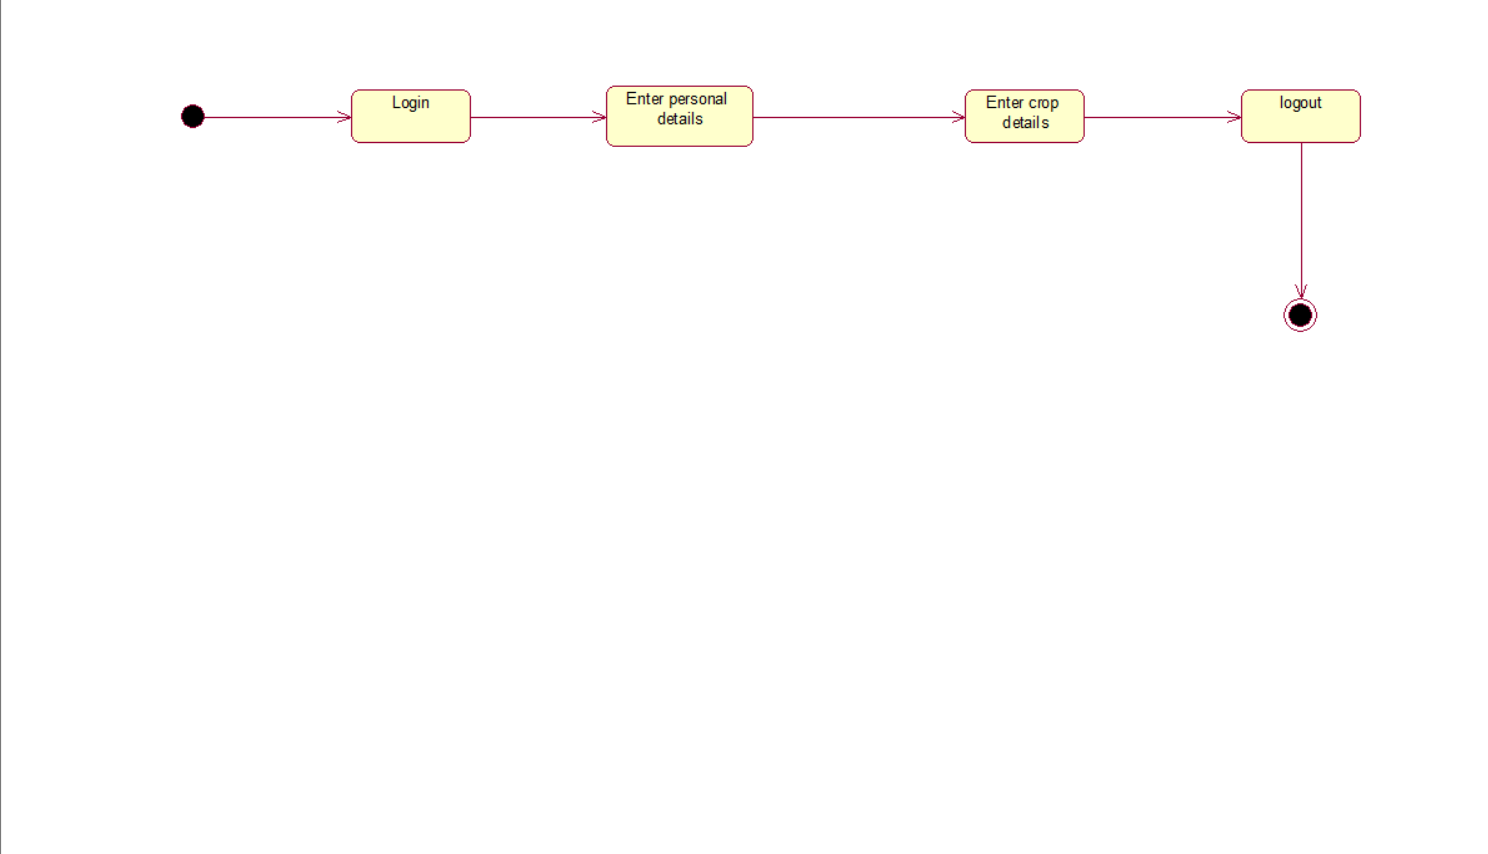 Login
Enter personal
details
Enter crop
details
logout